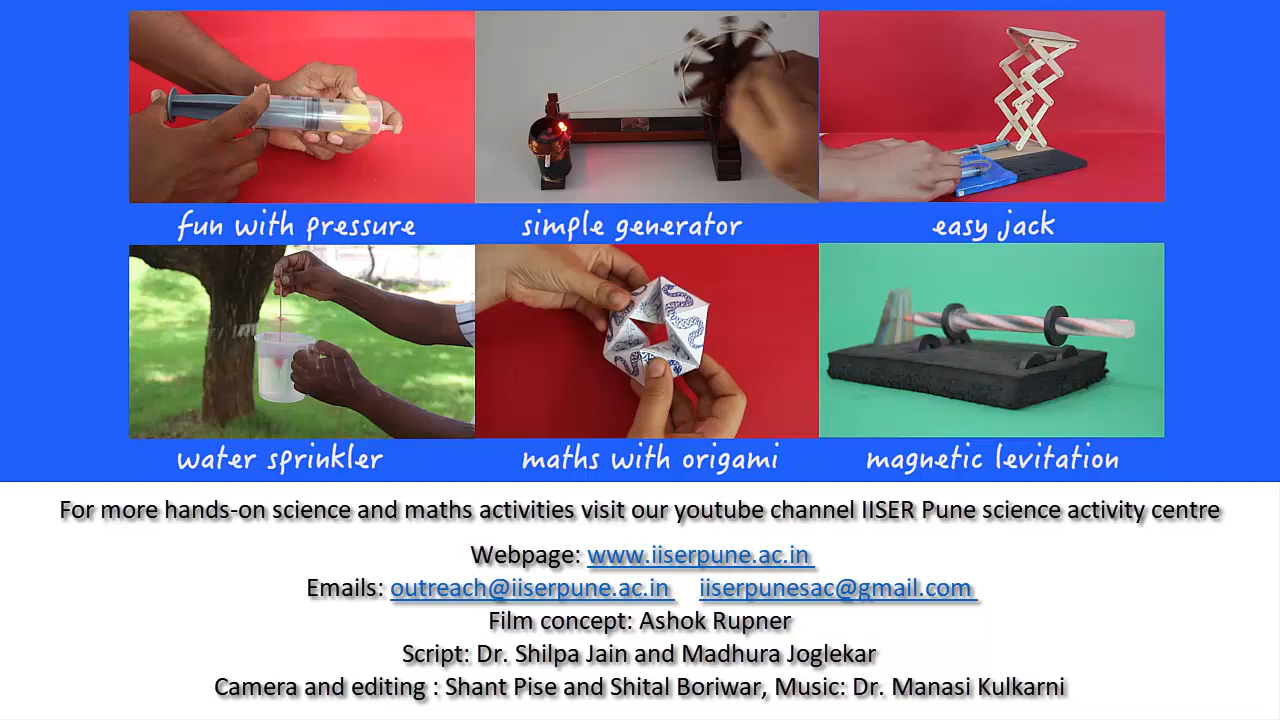 fun with pressure
simple generator
easy jack
water sprinkler
maths with origami
magnetic levitation
For more hands-on science and maths activities visit our youtube channel IISER Pune science activity centre
Webpage: www.iiserpune.ac.in
Emails: outreach@iiserpune.ac.in iiserpunesac@gmail.com
Film concept: Ashok Rupner
Script: Dr. Shilpa Jain and Madhura Joglekar
Camera and editing : Shant Pise and Shital Boriwar, Music: Dr. Manasi Kulkarni